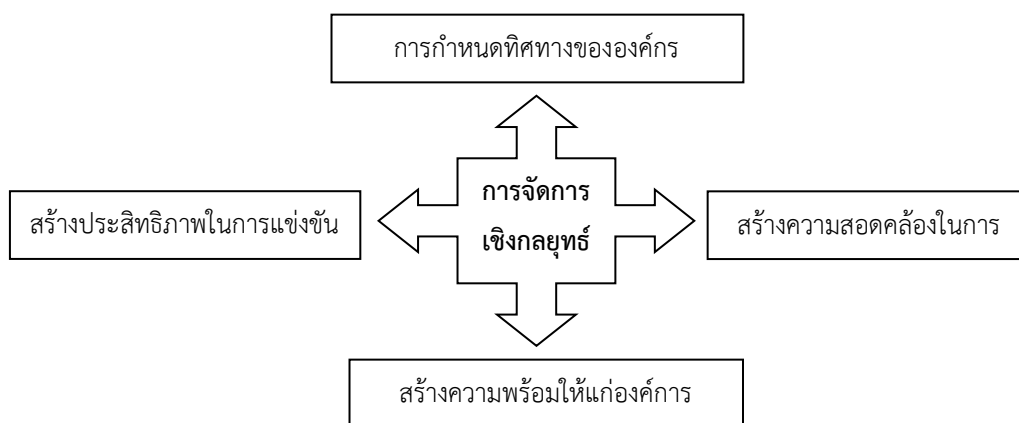 การกำหนดทิศทางขององค์กร
การจัดการ
เชิงกลยุทธ์
สร้างประสิทธิภาพในการแข่งขัน
สร้างความสอดคล้องในการ
สร้างความพร้อมให้แก่องค์การ